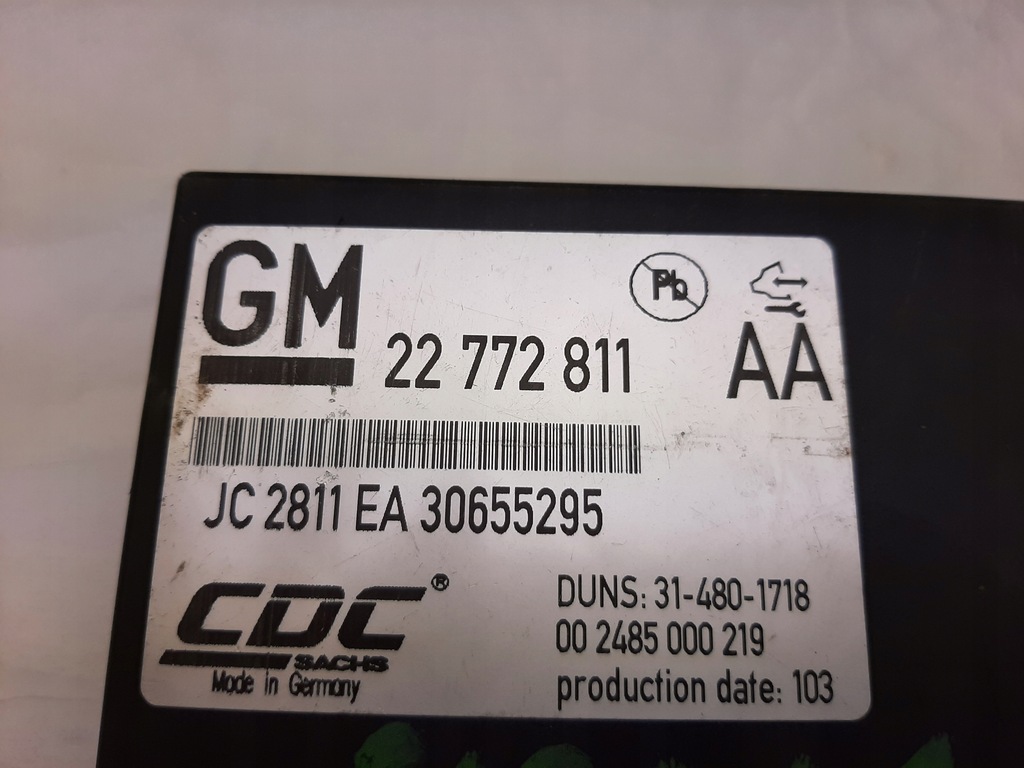 GM
Pb
22 772 811
AA
JC 2811 EA 30655295
CDC®
SACHS
Made in Germany
DUNS: 31-480-1718
00 2485 000 219
production date: 103